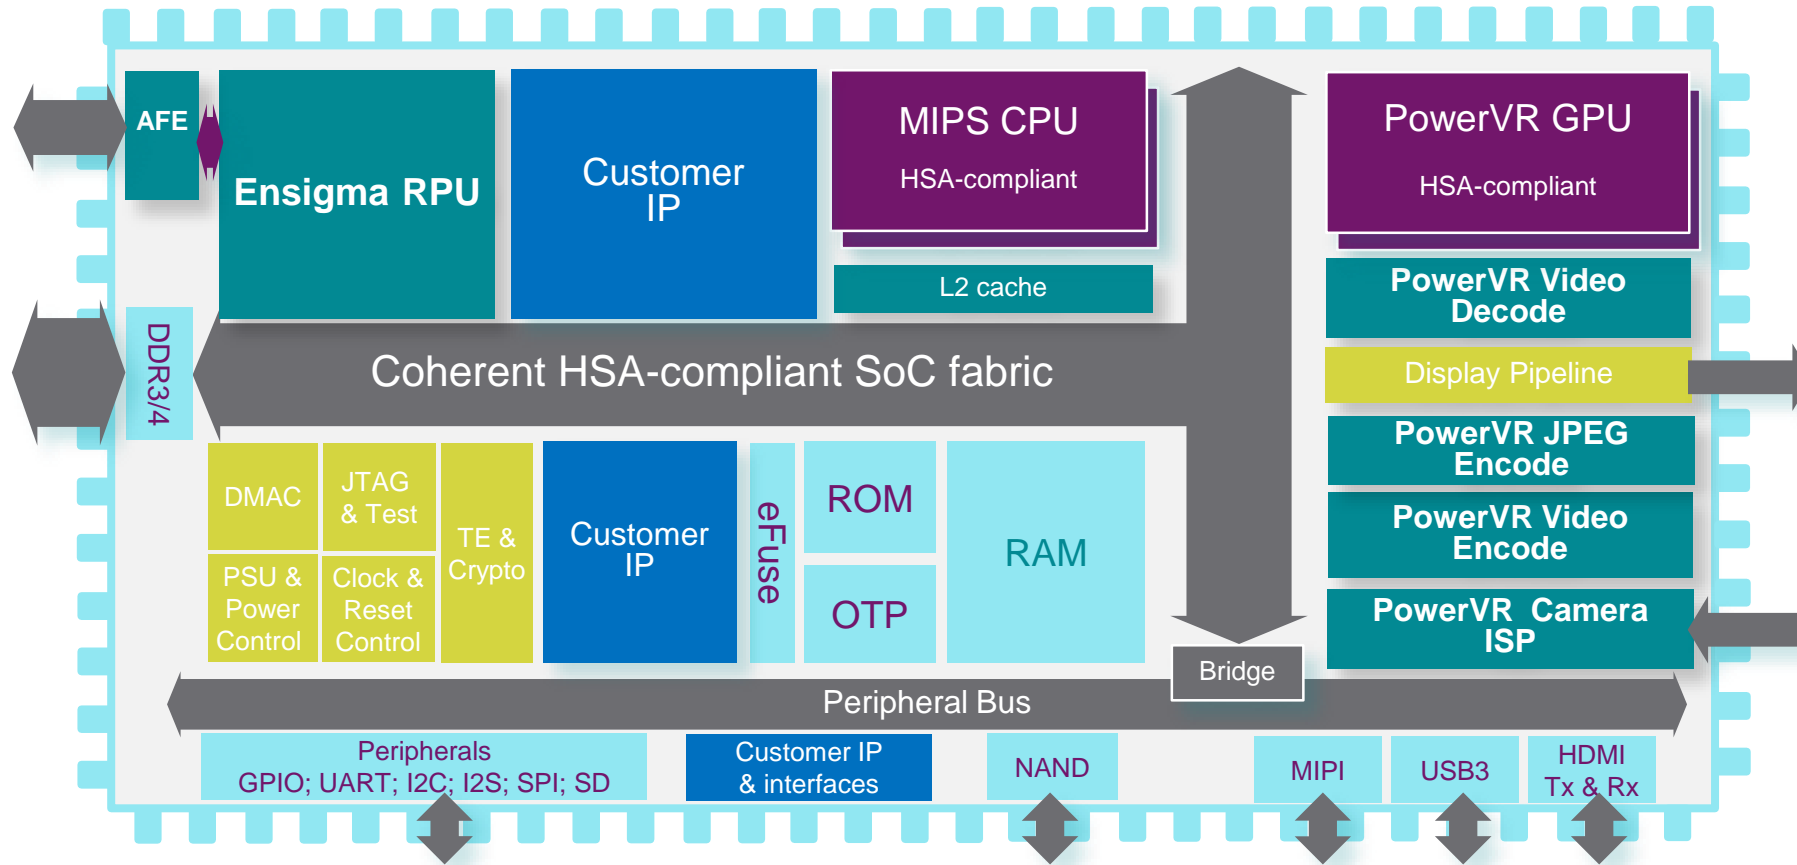 AFE
Ensigma RPU
Customer
IP
MIPS CPU
HSA-compliant
L2 cache
PowerVR GPU
HSA-compliant
PowerVR Video
Decode
Display Pipeline
PowerVR JPEG
Encode
PowerVR Video
Encode
PowerVR Camera
ISP
DDR3/4
Coherent HSA-compliant SoC fabric
DMAC
JTAG
& Test
PSU &
Power
Control
Clock &
Reset
Control
TE &
Crypto
Customer
IP
eFuse
ROM
OTP
RAM
Bridge
Peripheral Bus
Peripherals
GPIO; UART; I2C; I2S; SPI; SD
Customer IP
& interfaces
NAND
MIPI
USB3
HDMI
Tx & Rx